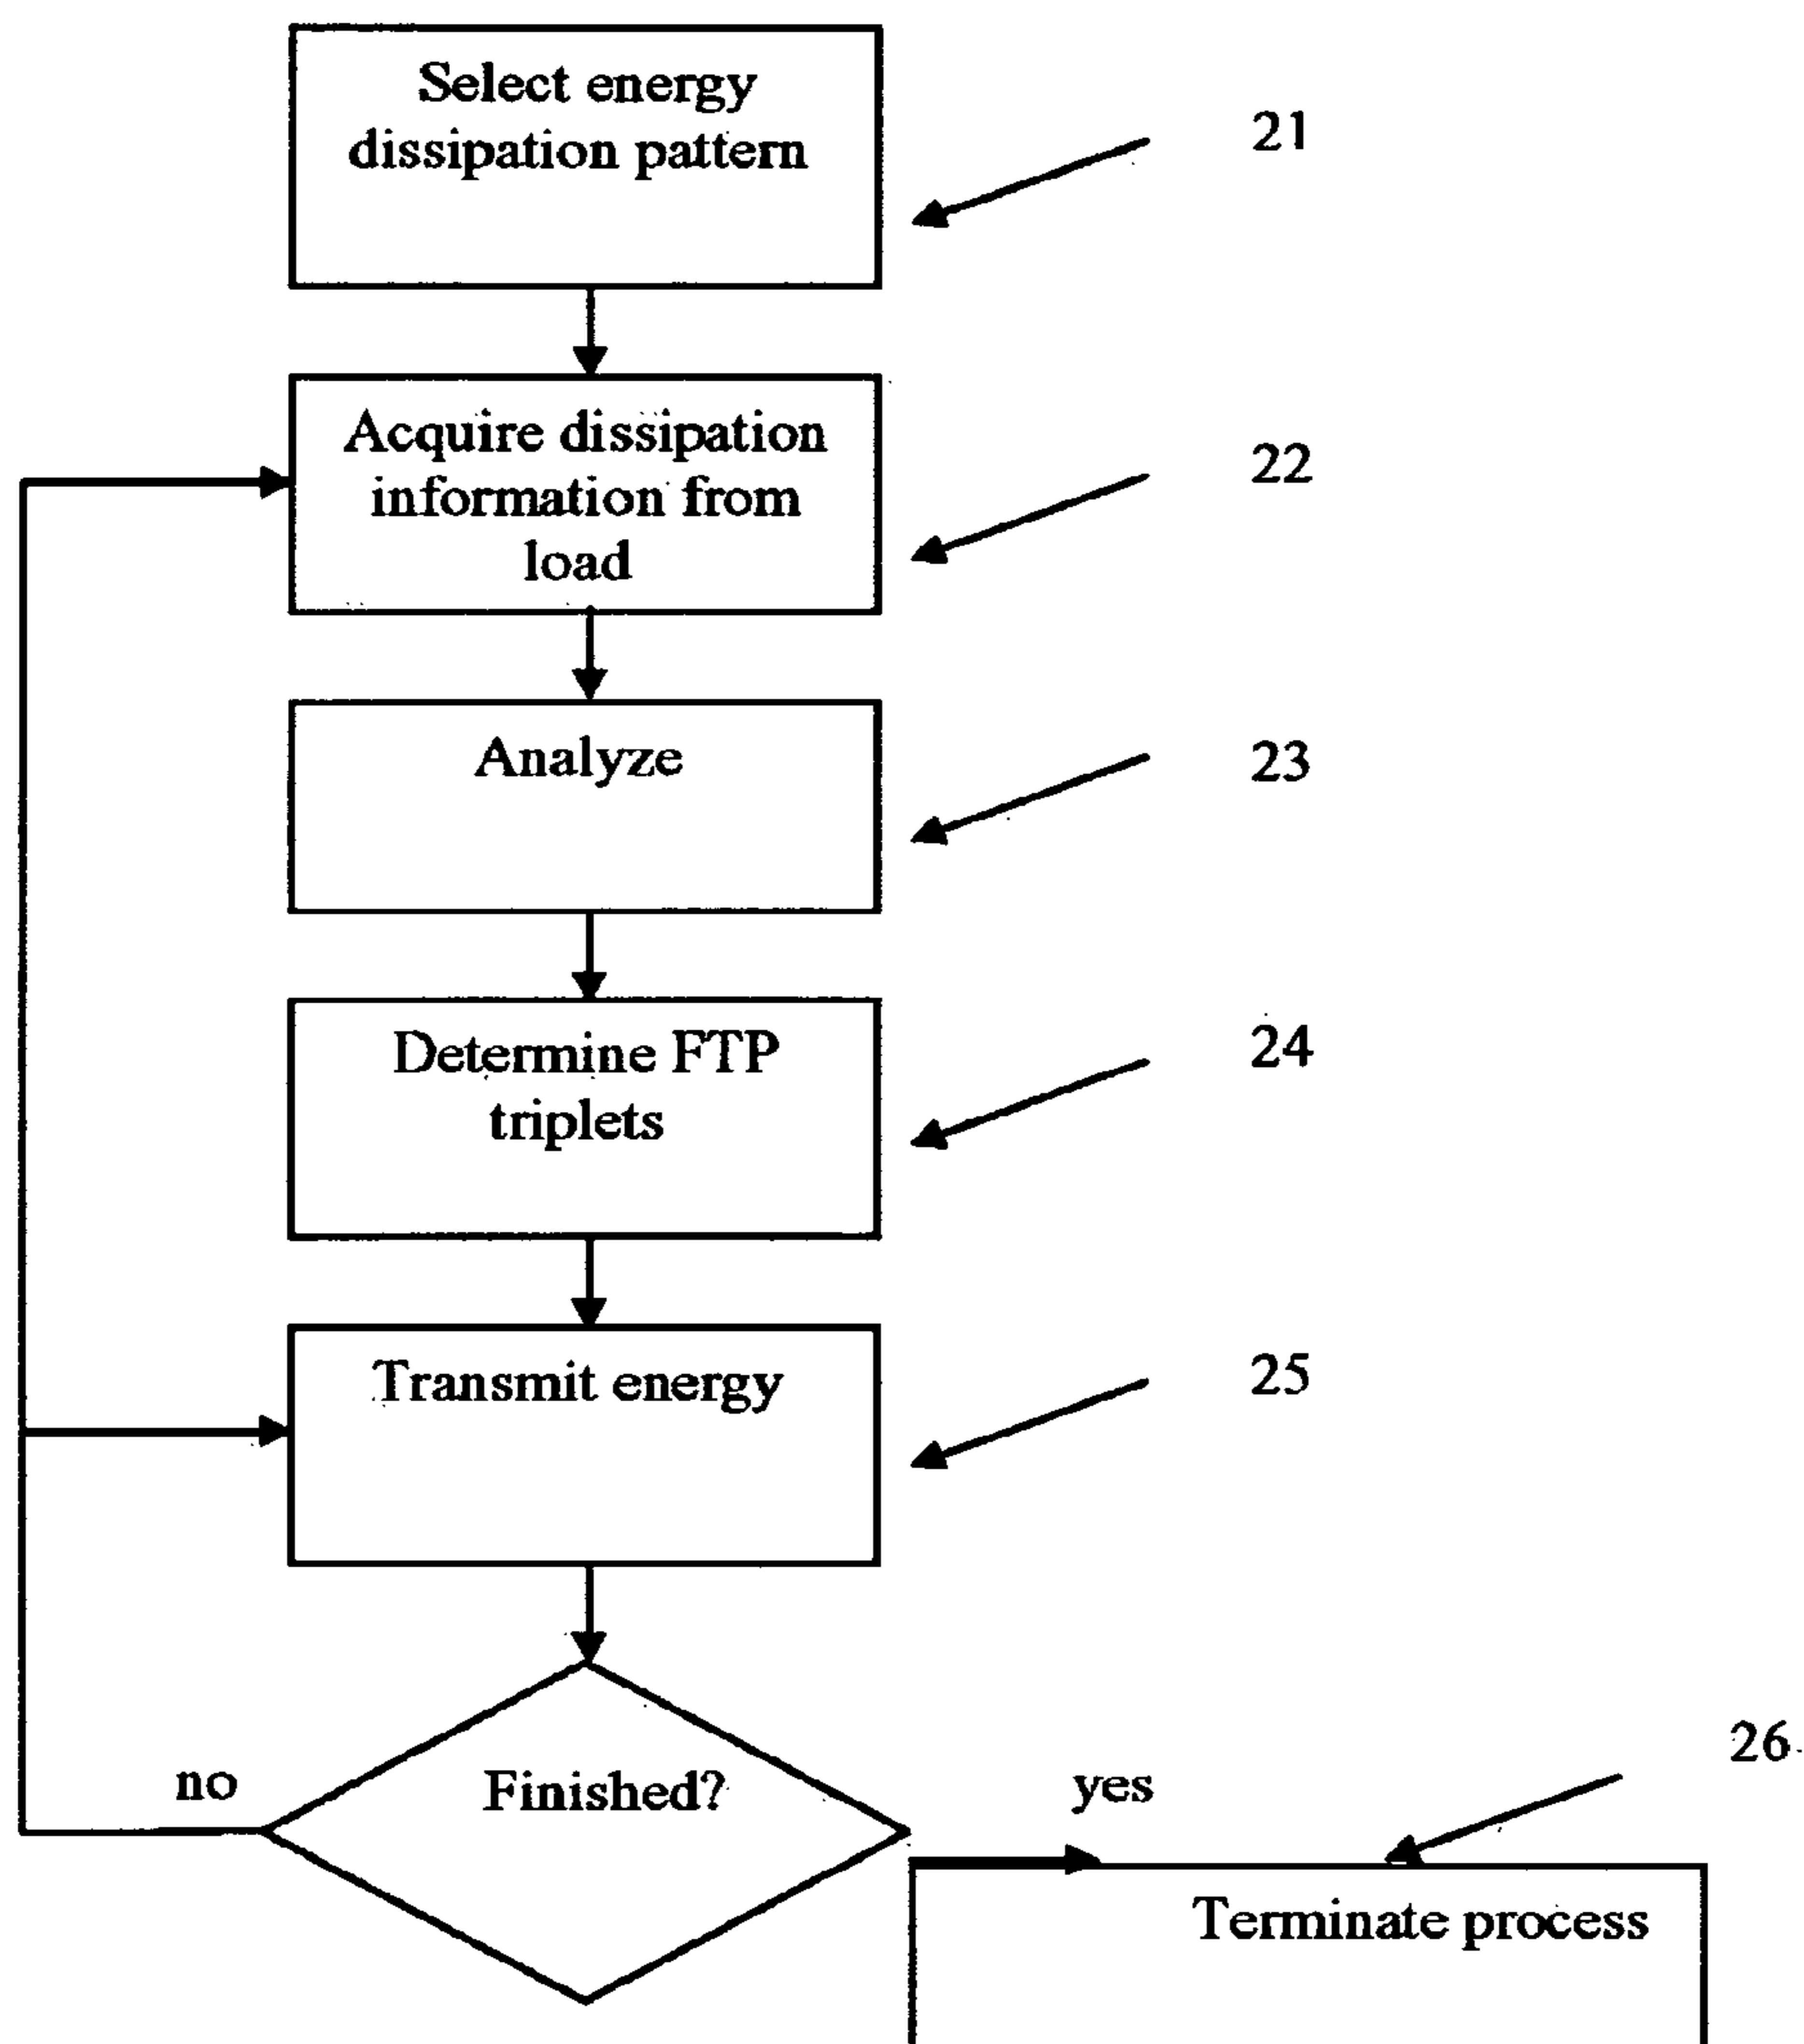 Select energy
dissipation pattern
21
Acquire dissipation
information from
load
22
Analyze
23
Determine FTP
triplets
24
Transmit energy
25
26
no
Finished?
yes
Terminate process